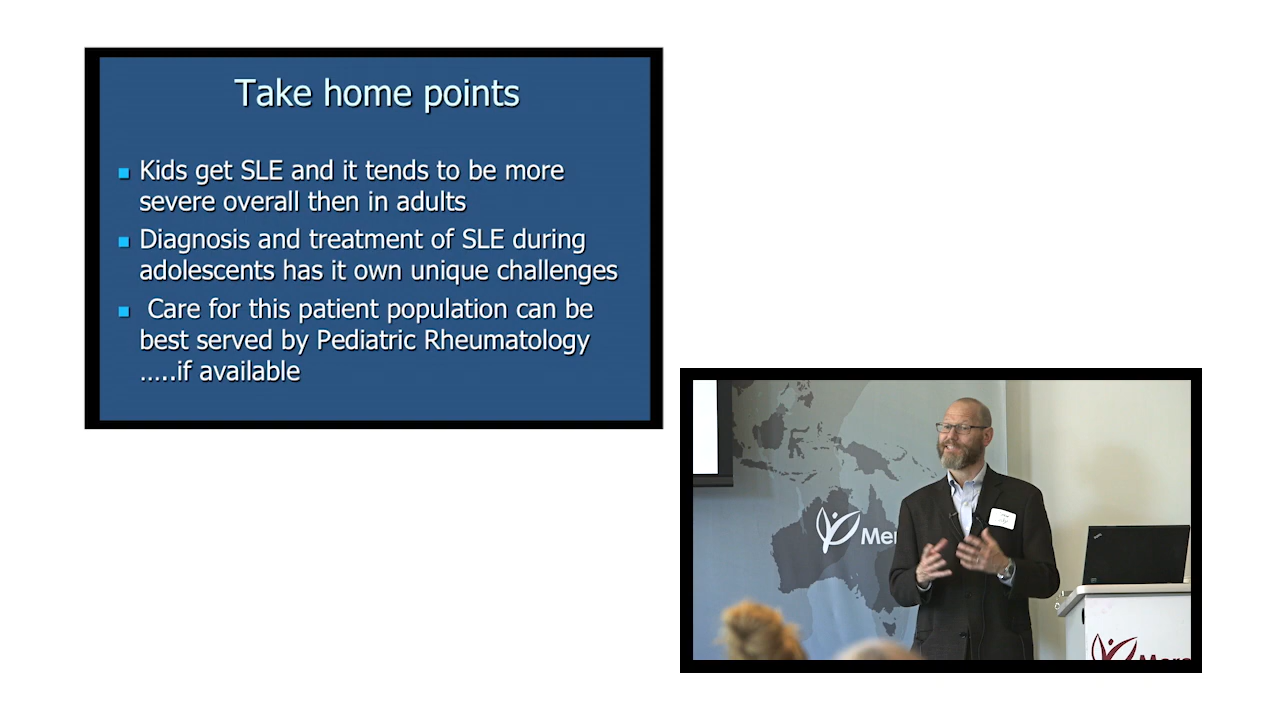 Take home points
Kids get SLE and it tends to be more
severe overall then in adults
Diagnosis and treatment of SLE during
adolescents has it own unique challenges
Care for this patient population can be
best served by Pediatric Rheumatology
…..if available